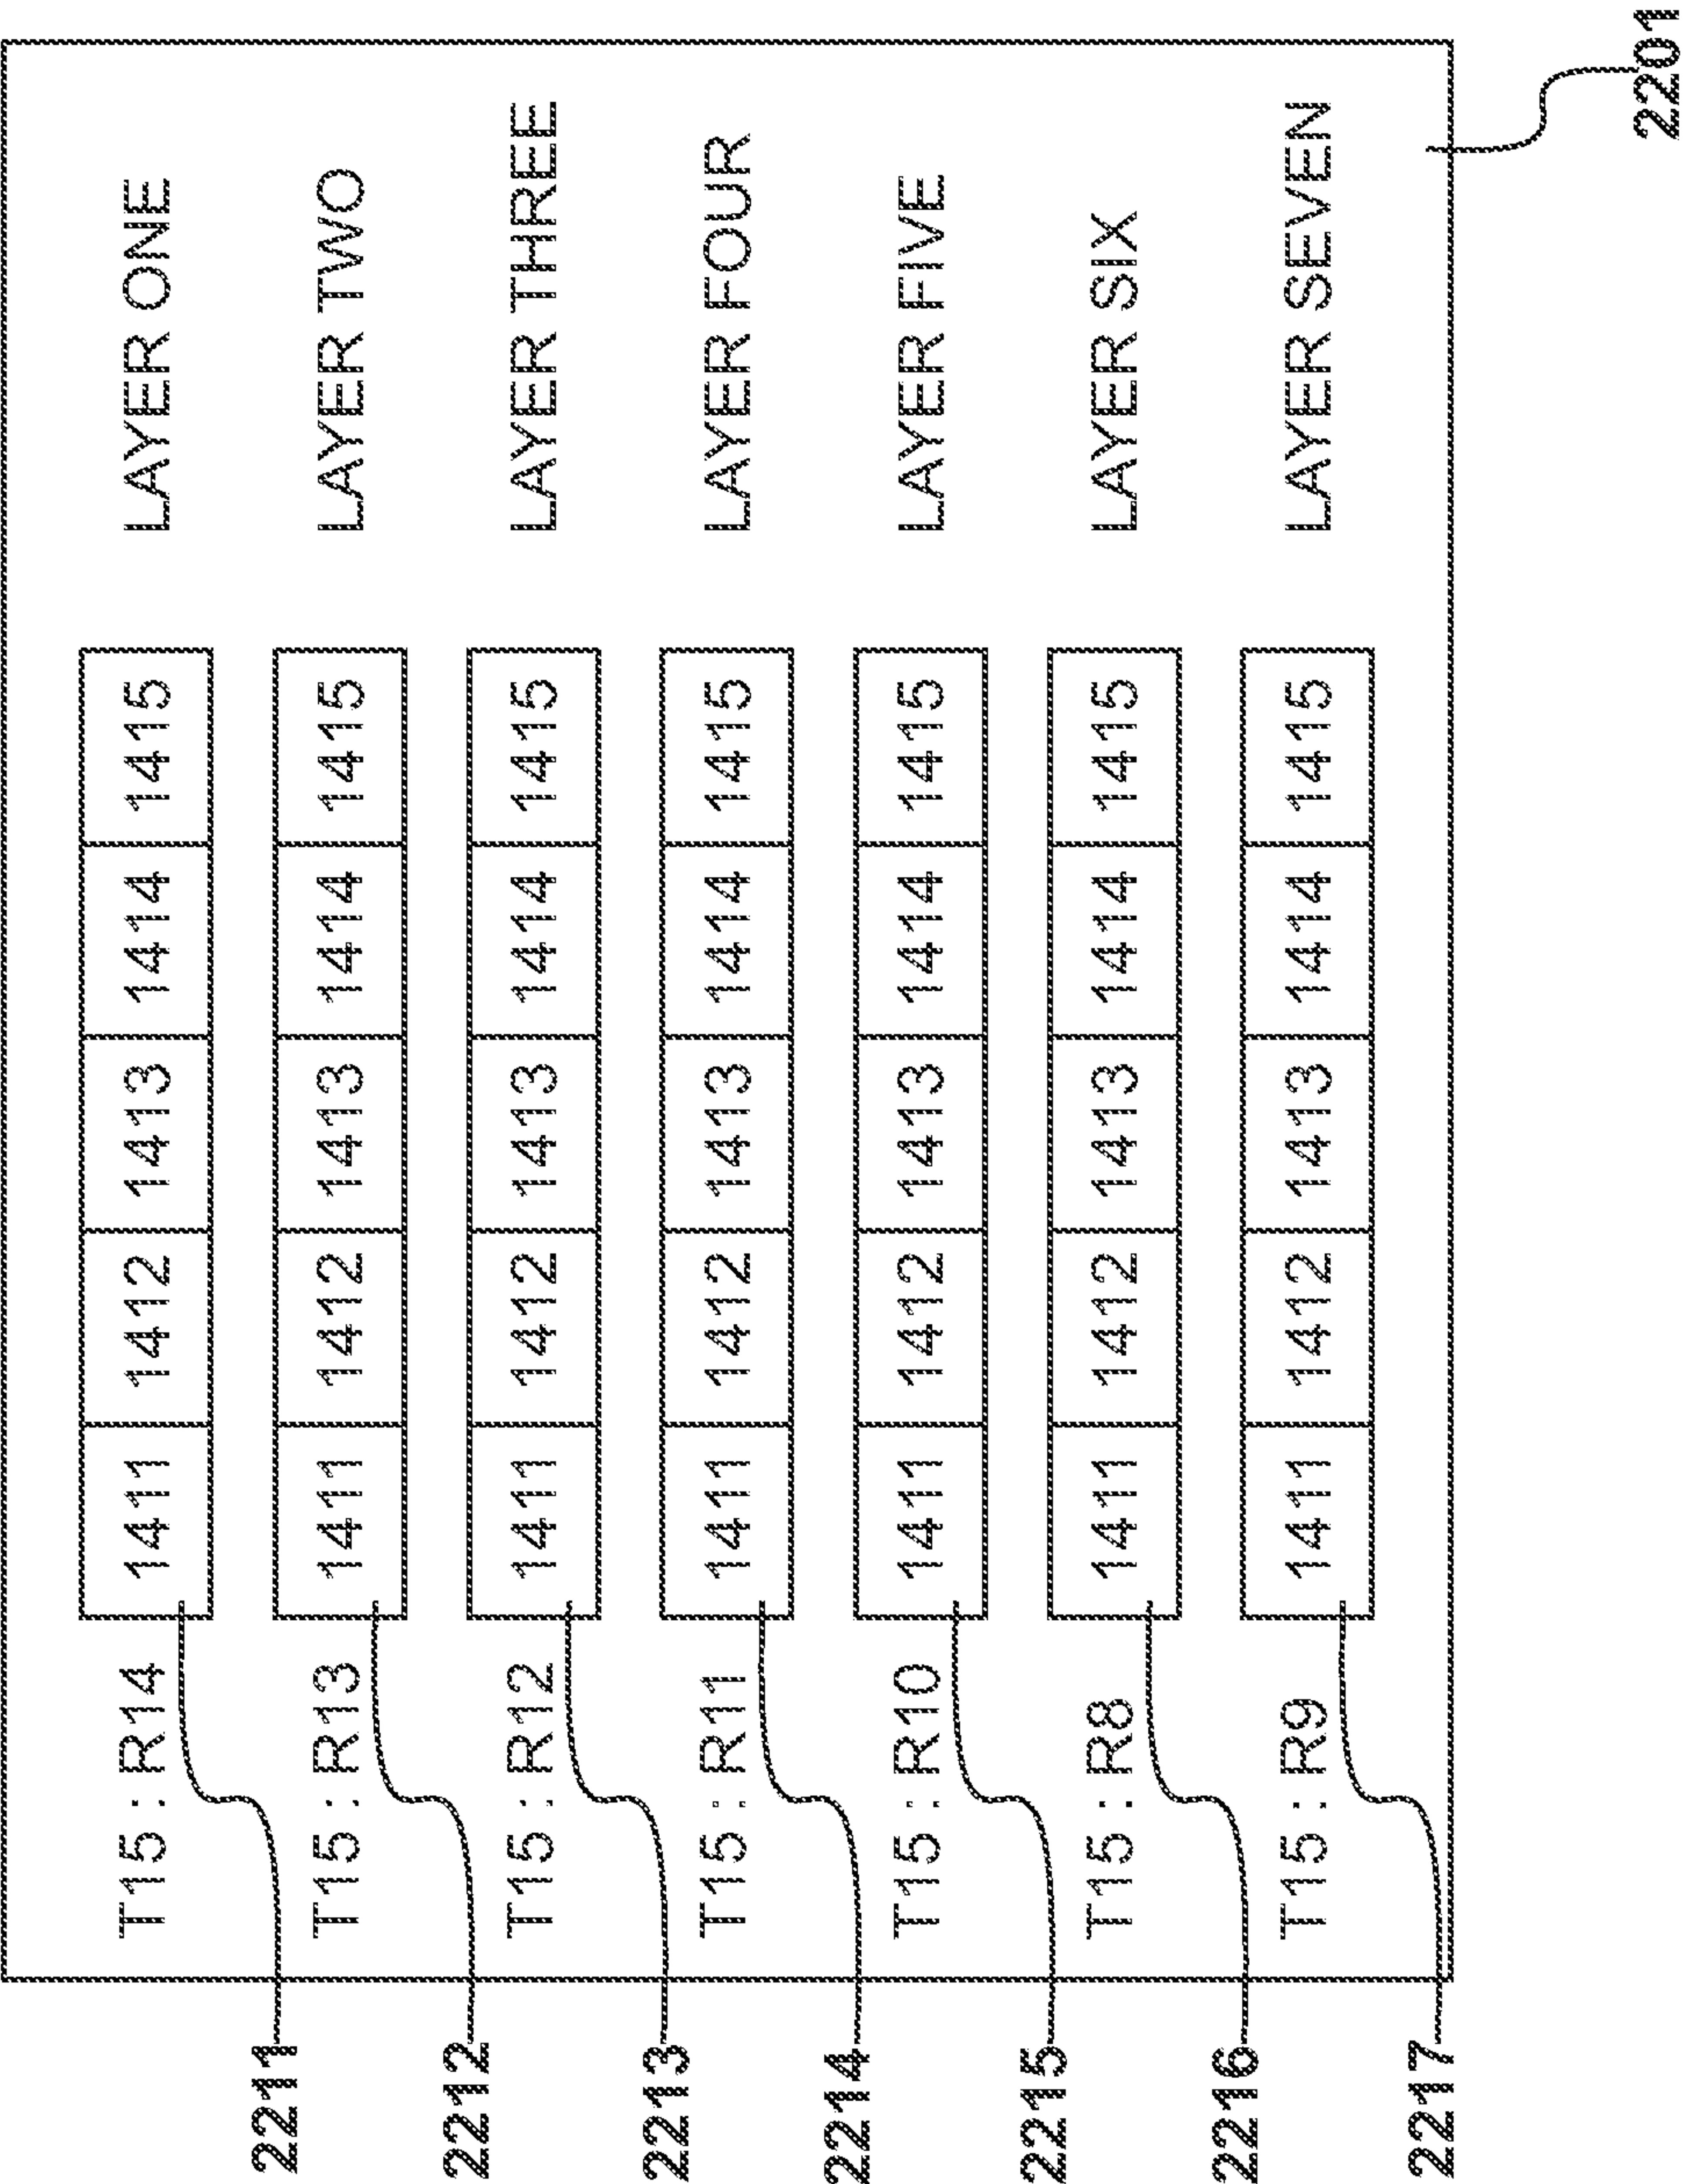 T15 : R14 1411 1412 1413 1414 1415 LAYER ONE
2211
T15 : R13 1411 1412 1413 1414 1415 LAYER TWO
2212
T15 : R12 1411 1412 1413 1414 1415 LAYER THREE
2213
T15 : R11 1411 1412 1413 1414 1415 LAYER FOUR
2214
T15 : R10 1411 1412 1413 1414 1415 LAYER FIVE
2215
T15 : R8 1411 1412 1413 1414 1415 LAYER SIX
2216
T15 : R9 1411 1412 1413 1414 1415 LAYER SEVEN
2217
2201